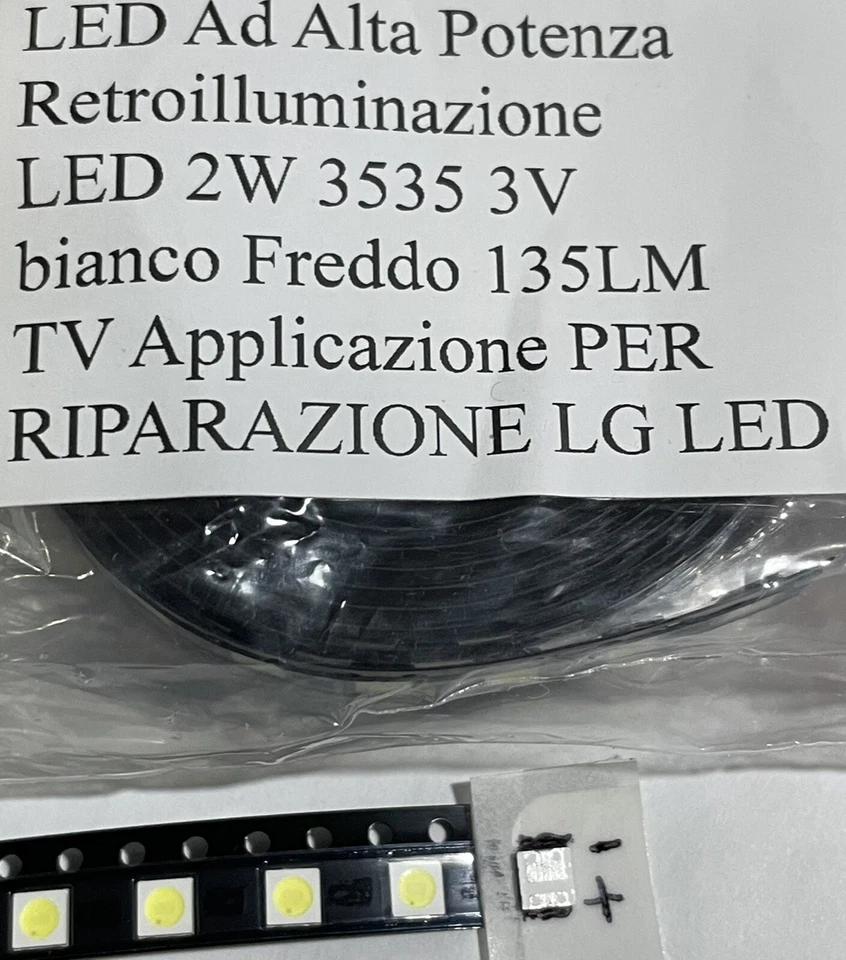 LED Ad Alta Potenza
Retroilluminazione
LED 2W 3535 3V
bianco Freddo 135LM
TV Applicazione PER
RIPARAZIONE LG LED
-
+